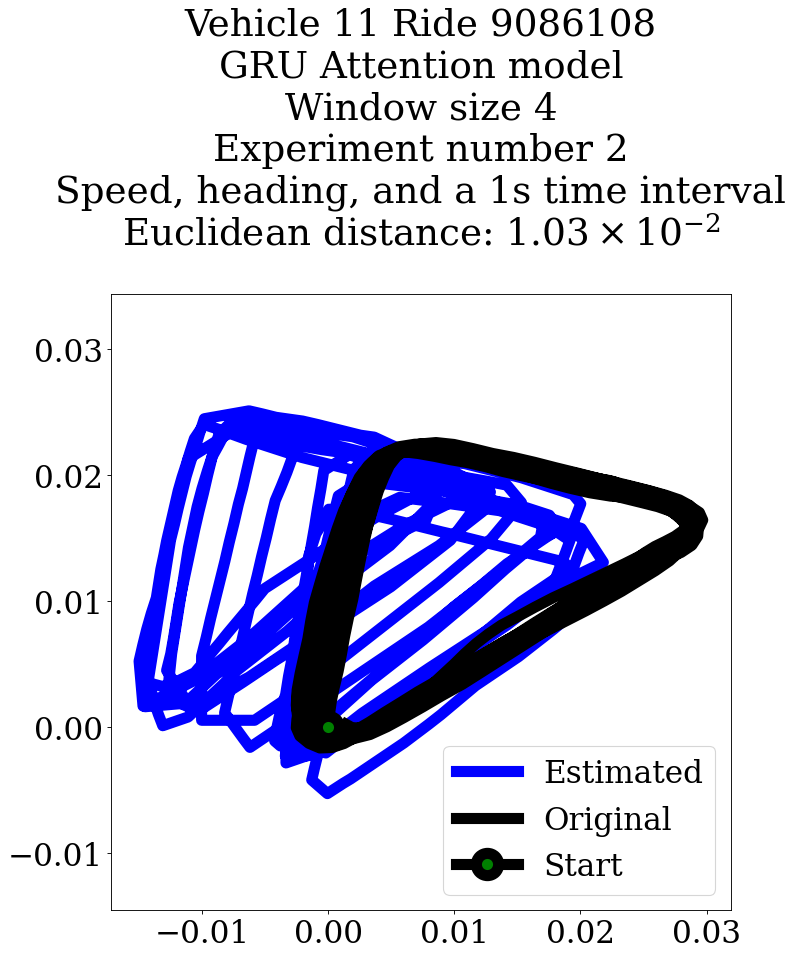 Vehicle 11 Ride 9086108
GRU Attention model
Window size 4
Experiment number 2
Speed, heading, and a 1s time interval
Euclidean distance: 1.03 × 10⁻²
0.03
0.02
0.01
0.00
−0.01
Estimated
Original
Start
−0.01 0.00 0.01 0.02 0.03